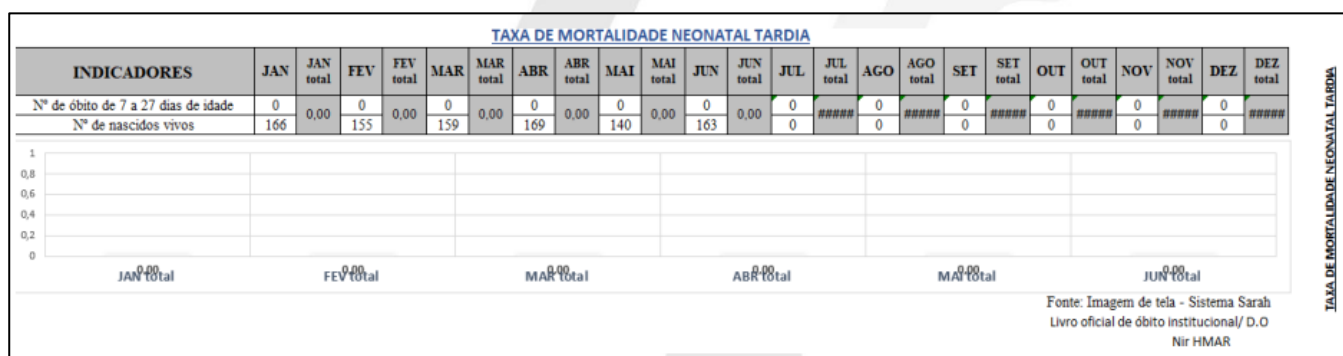 TAXA DE MORTALIDADE NEONATAL TARDIA
INDICADORES JAN JAN total FEV FEV total MAR MAR total ABR ABR total MAI MAI total JUN JUN total JUL JUL total AGO AGO total SET SET total OUT OUT total NOV NOV total DEZ DEZ total
Nº de óbito de 7 a 27 dias de idade 0 0,00 0 0,00 0 0,00 0 0,00 0 0,00 0 0,00 0 ##### 0 ##### 0 ##### 0 ##### 0 ##### 0 #####
Nº de nascidos vivos 166 155 159 169 140 163 0 0 0 0 0 0
1
0,8
0,6
0,4
0,2
0
0,00 0,00 0,00 0,00 0,00 0,00
JAN total FEV total MAR total ABR total MAI total JUN total
Fonte: Imagem de tela - Sistema Sarah
Livro oficial de óbito institucional/ D.O
Nir HMAR
TAXA DE MORTALIDADE NEONATAL TARDIA